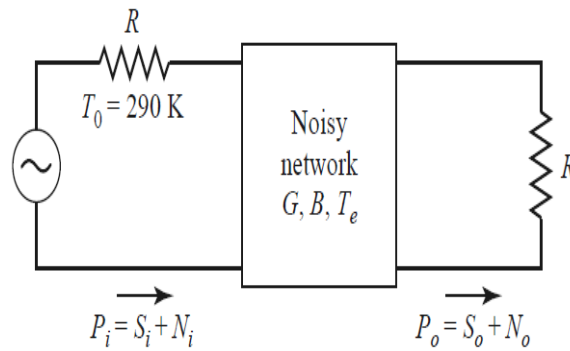 R
T₀ = 290 K
Noisy
network
G, B, Tₑ
R
Pᵢ = Sᵢ + Nᵢ
Pₒ = Sₒ + Nₒ